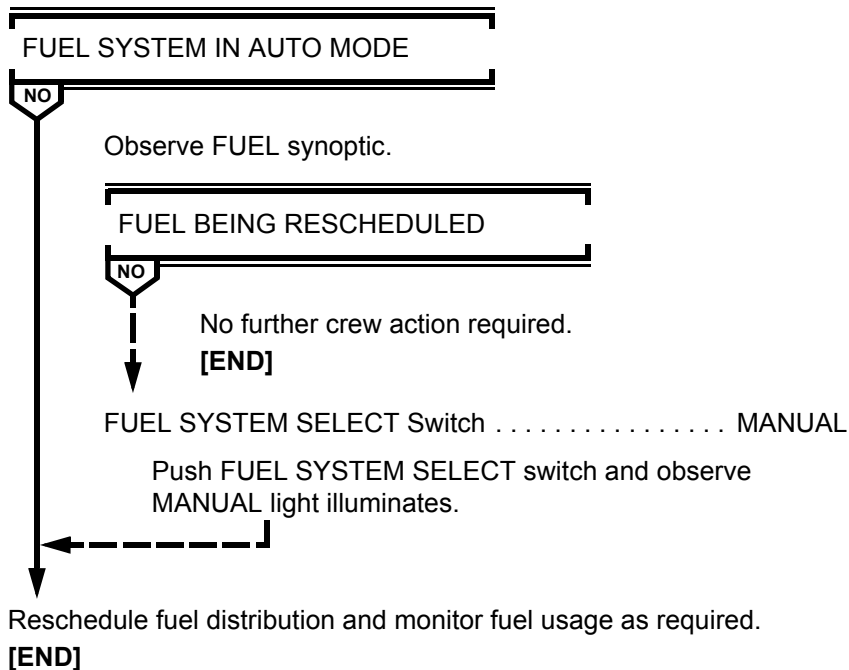 FUEL SYSTEM IN AUTO MODE
NO
Observe FUEL synoptic.
FUEL BEING RESCHEDULED
NO
No further crew action required.
[END]
FUEL SYSTEM SELECT Switch . . . . . . . . . . . . . . . . MANUAL
Push FUEL SYSTEM SELECT switch and observe
MANUAL light illuminates.
Reschedule fuel distribution and monitor fuel usage as required.
[END]